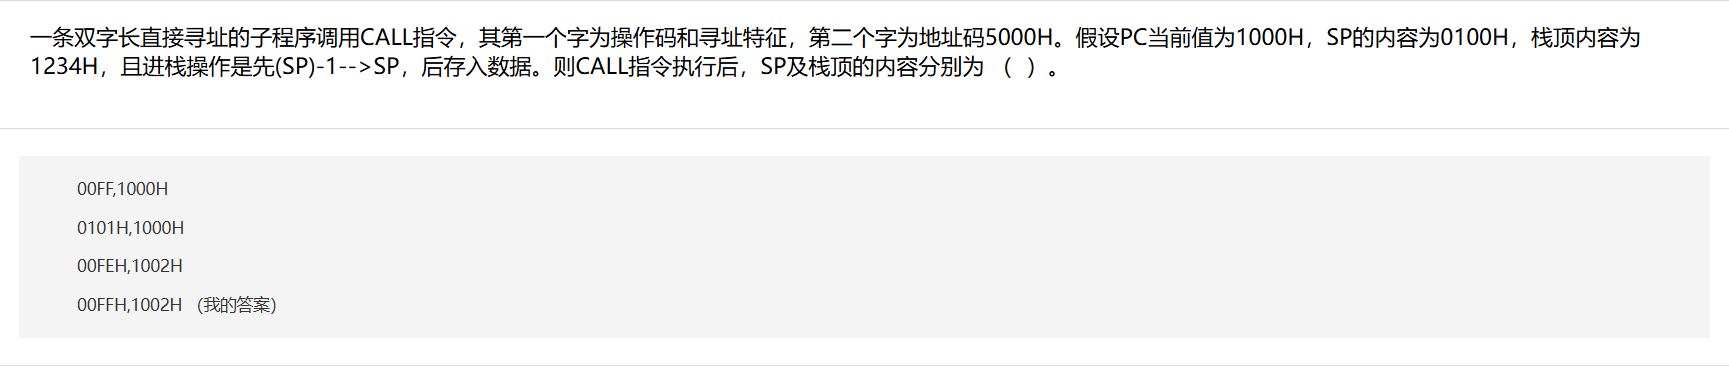 一条双字长直接寻址的子程序调用CALL指令，其第一个字为操作码和寻址特征，第二个字为地址码5000H。假设PC当前值为1000H，SP的内容为0100H，栈顶内容为
1234H，且进栈操作是先(SP)-1-->SP，后存入数据。则CALL指令执行后，SP及栈顶的内容分别为 （ ）。
00FF,1000H
0101H,1000H
00FEH,1002H
00FFH,1002H （我的答案）